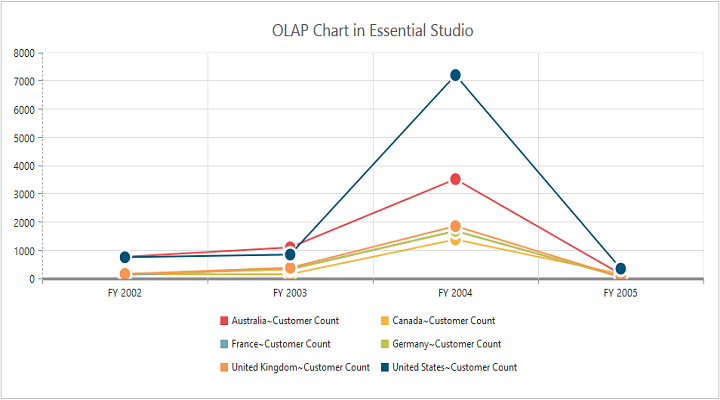 OLAP Chart in Essential Studio
8000
7000
6000
5000
4000
3000
2000
1000
0
FY 2002 FY 2003 FY 2004 FY 2005
Australia~Customer Count Canada~Customer Count
France~Customer Count Germany~Customer Count
United Kingdom~Customer Count United States~Customer Count